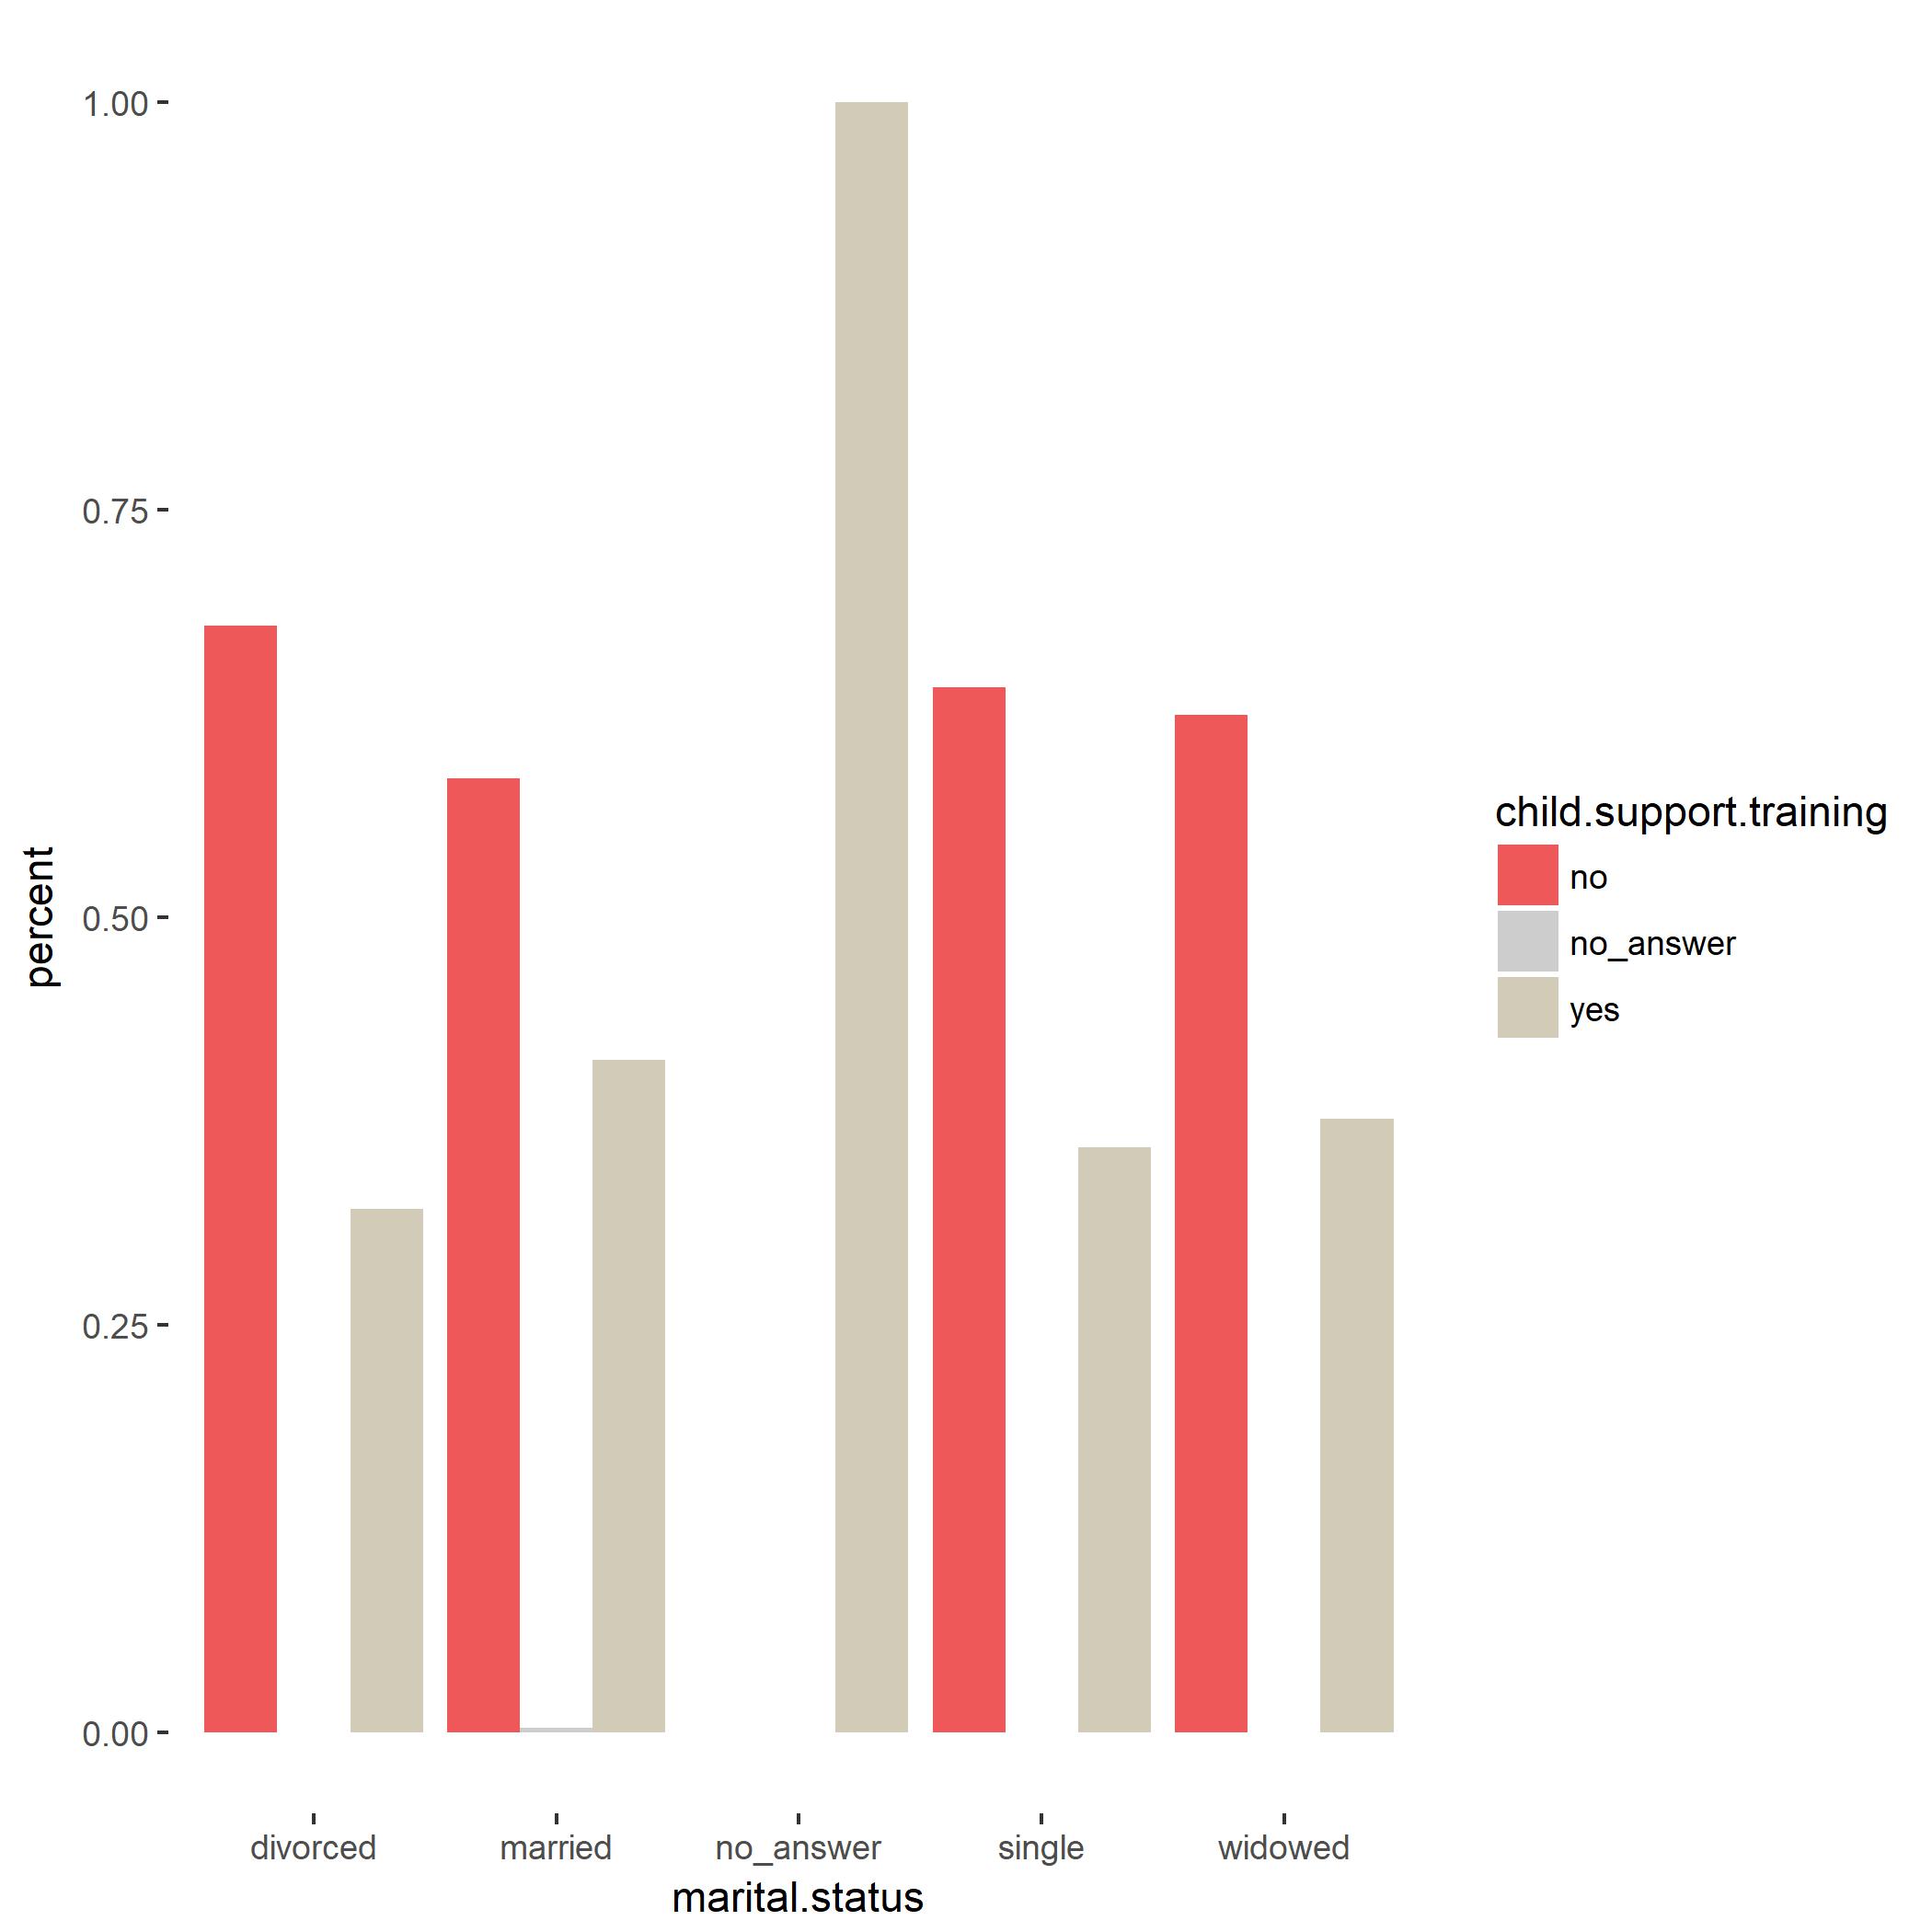 1.00
0.75
0.50
0.25
0.00
percent
divorced married no_answer single widowed
marital.status
child.support.training
no
no_answer
yes